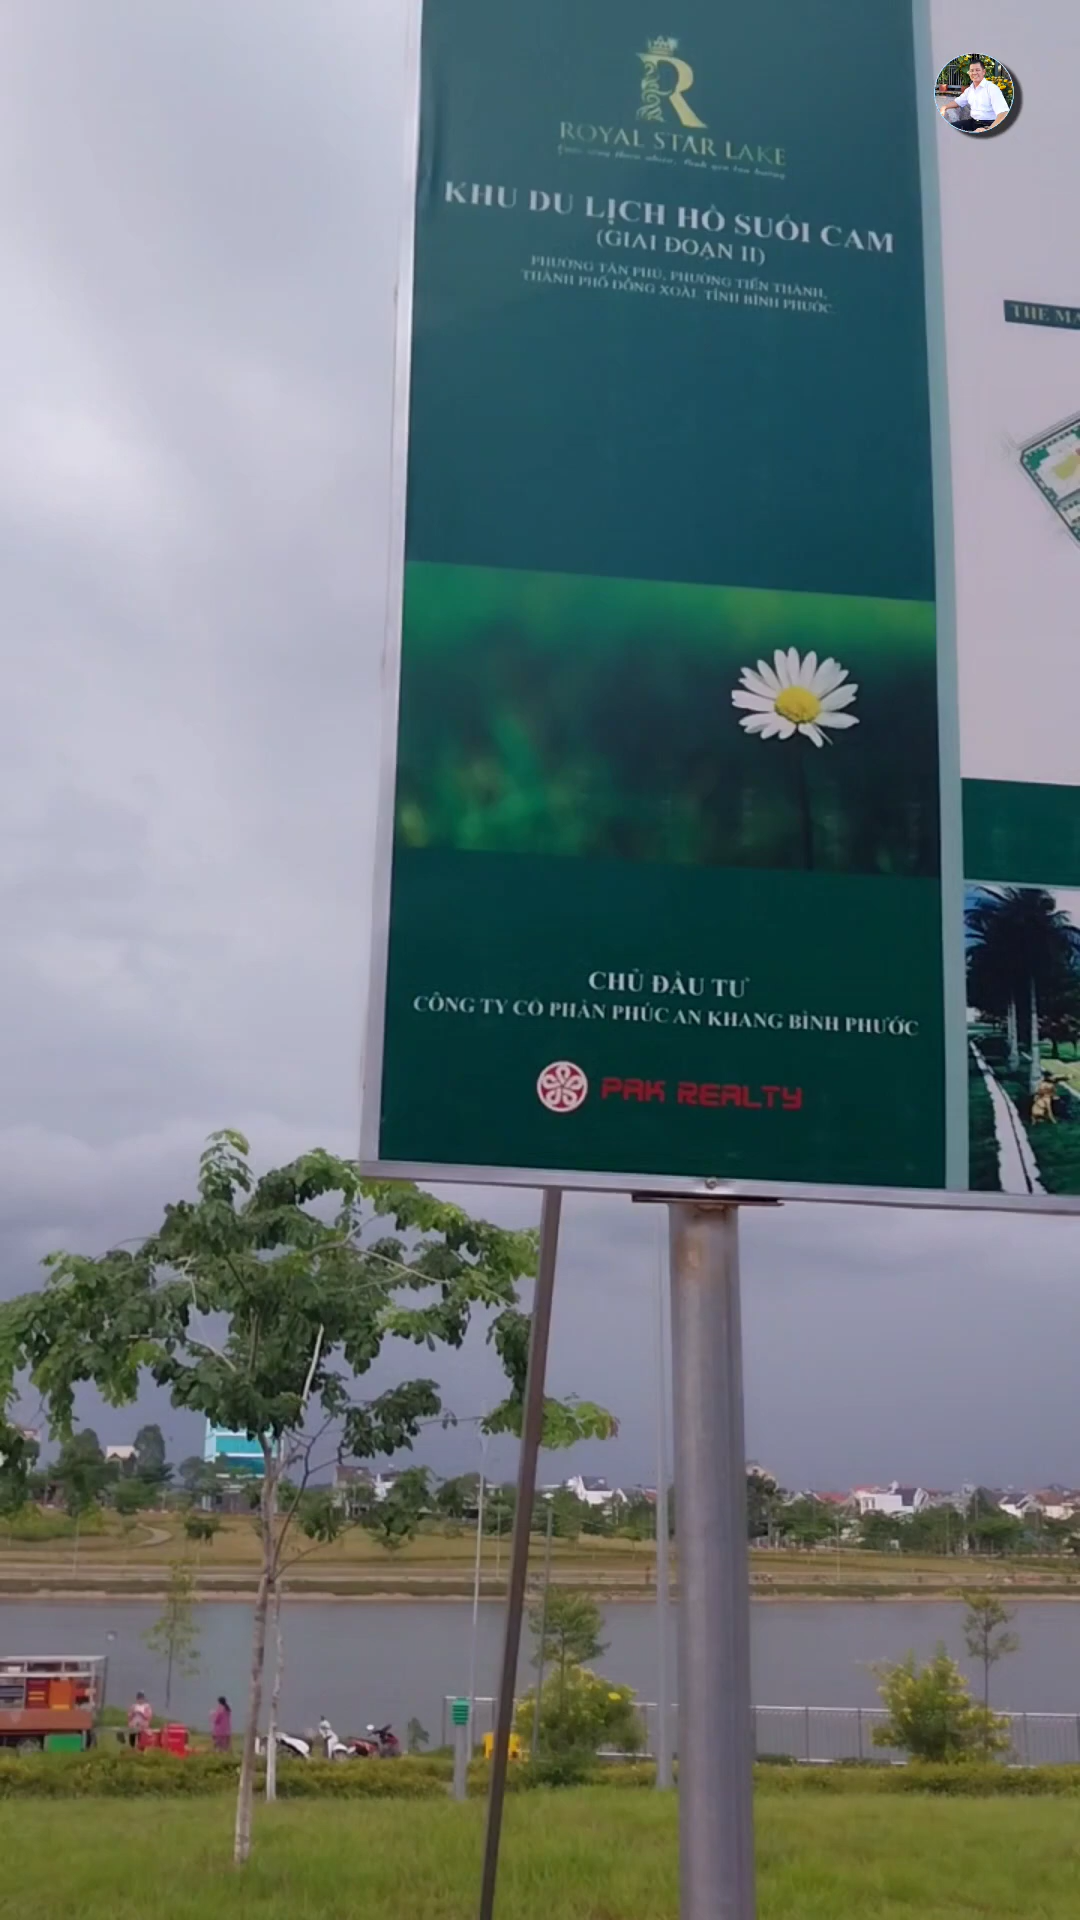 R
ROYAL STAR LAKE
KHU DU LỊCH HỒ SUỐI CAM
(GIAI ĐOẠN II)
PHƯỜNG TÂN PHÚ, PHƯỜNG TIẾN THÀNH,
THÀNH PHỐ ĐỒNG XOÀI, TỈNH BÌNH PHƯỚC
THE MA
CHỦ ĐẦU TƯ
CÔNG TY CỔ PHẦN PHÚC AN KHANG BÌNH PHƯỚC
PAK REALTY